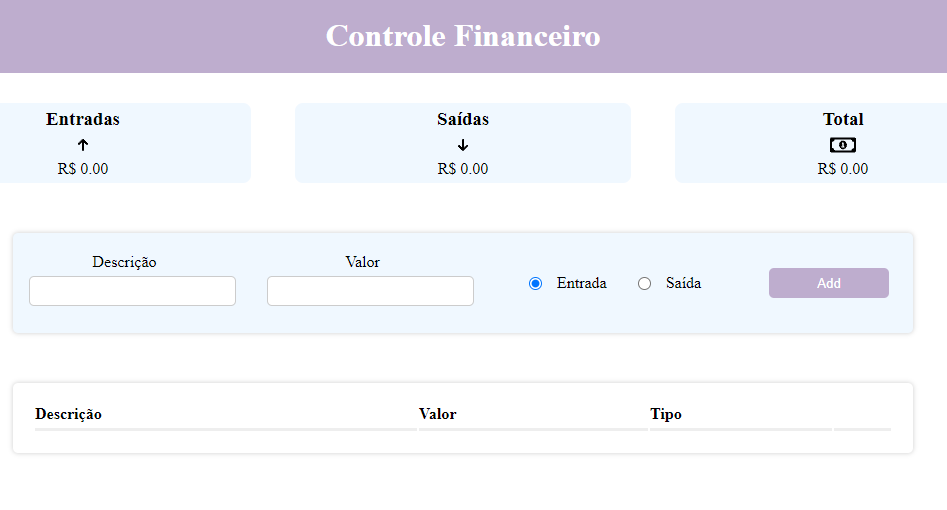 Controle Financeiro
Entradas Saídas Total
R$ 0.00 R$ 0.00 R$ 0.00
Descrição Valor
Entrada Saída Add
Descrição Valor Tipo